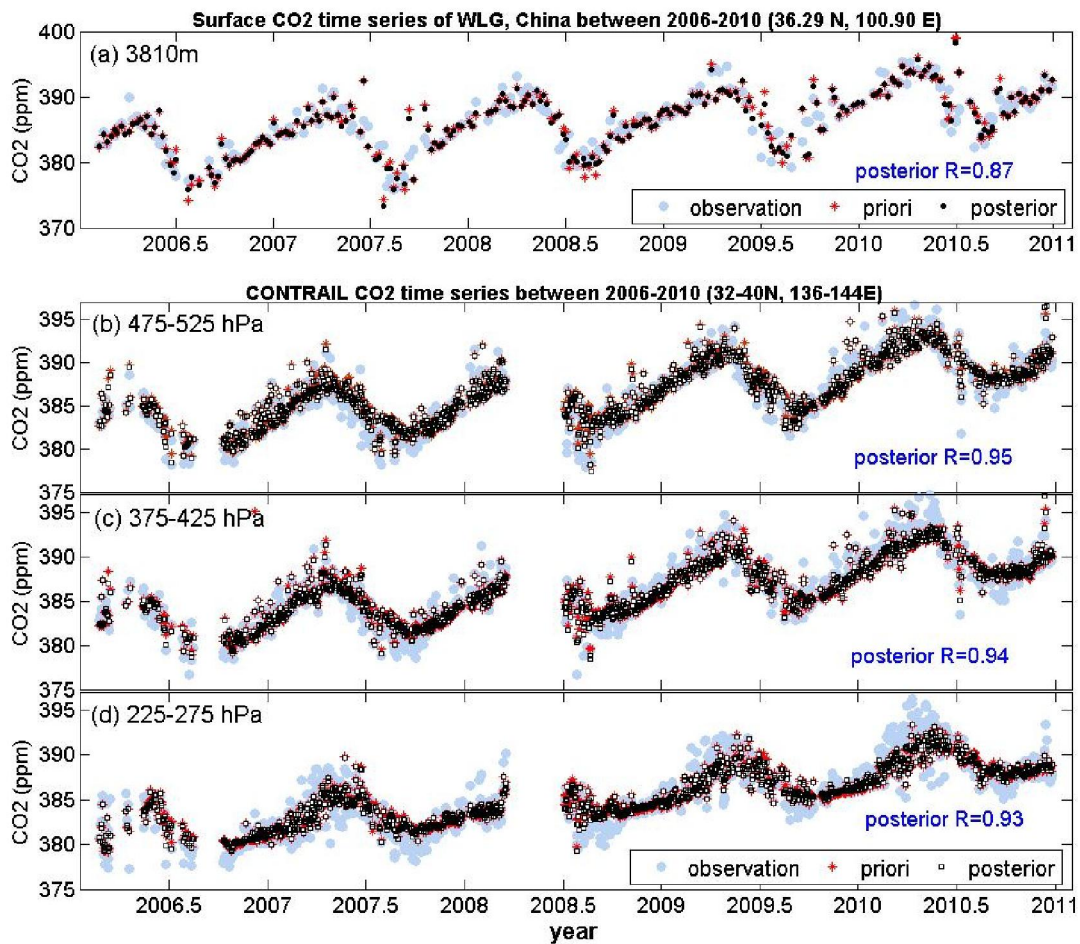 Surface CO2 time series of WLG, China between 2006-2010 (36.29 N, 100.90 E)
400
(a) 3810m
390
CO2 (ppm)
380
posterior R=0.87
370
observation priori posterior
2006.5 2007 2007.5 2008 2008.5 2009 2009.5 2010 2010.5 2011
CONTRAIL CO2 time series between 2006-2010 (32-40N, 136-144E)
395
(b) 475-525 hPa
390
CO2 (ppm)
385
380
posterior R=0.95
375
395
(c) 375-425 hPa
390
CO2 (ppm)
385
380
posterior R=0.94
375
395
(d) 225-275 hPa
390
CO2 (ppm)
385
posterior R=0.93
380
observation priori posterior
375
2006.5 2007 2007.5 2008 2008.5 2009 2009.5 2010 2010.5 2011
year